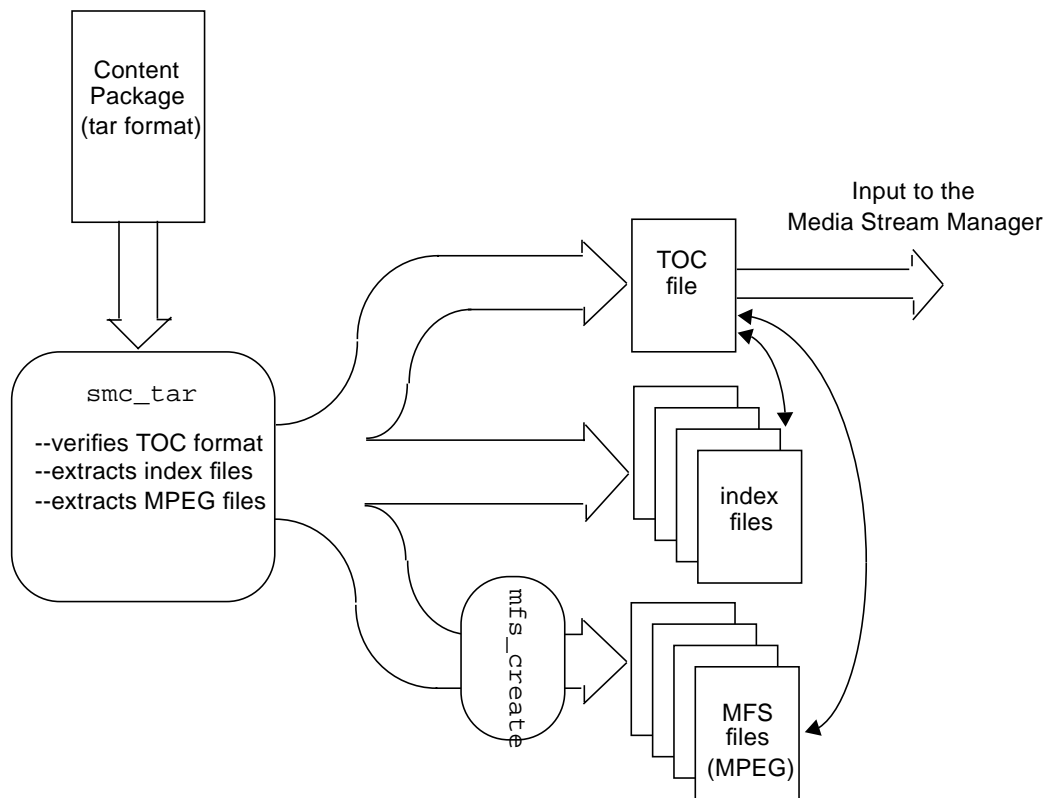 Content
Package
(tar format)
Input to the
Media Stream Manager
TOC
file
smc_tar
--verifies TOC format
--extracts index files
--extracts MPEG files
index
files
mfs_create
MFS
files
(MPEG)